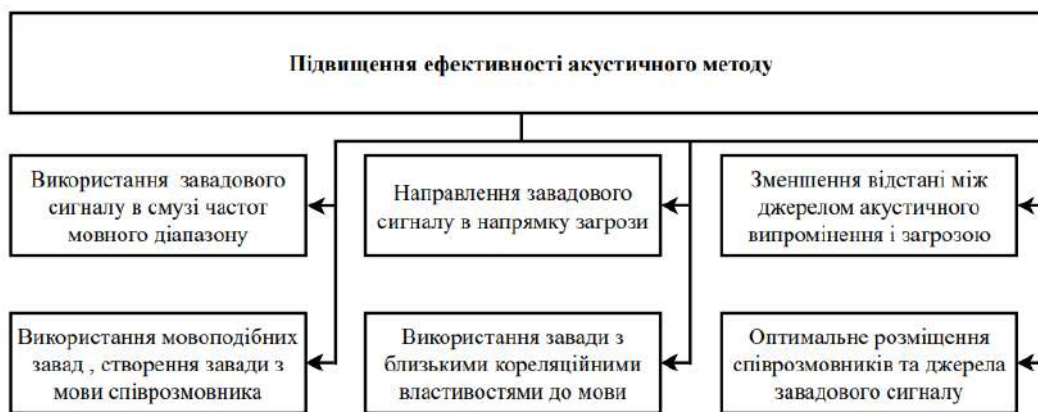 Підвищення ефективності акустичного методу
Використання завадового
сигналу в смузі частот
мовного діапазону
Направлення завадового
сигналу в напрямку загрози
Зменшення відстані між
джерелом акустичного
випромінення і загрозою
Використання мовоподібних
завад , створення завади з
мови співрозмовника
Використання завади з
близькими кореляційними
властивостями до мови
Оптимальне розміщення
співрозмовників та джерела
завадового сигналу